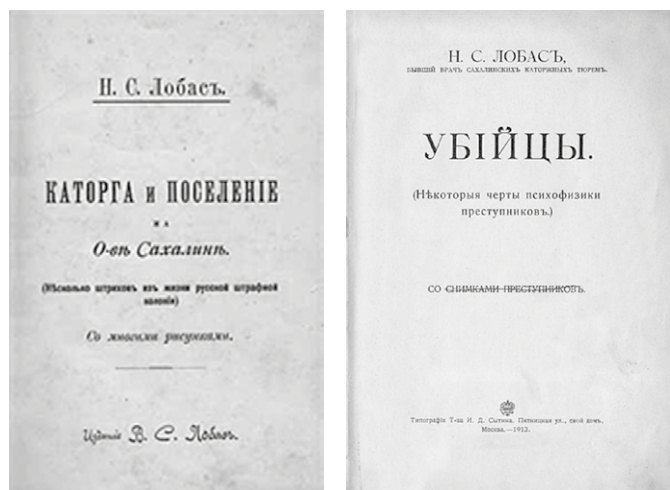 Н. С. Лобасъ.
КАТОРГА и ПОСЕЛЕНІЕ
НА
О-вѣ Сахалинѣ.
(Нѣсколько штриховъ изъ жизни русской штрафной
колоніи)
Со многими рисунками.
Изданіе В. С. Лобасъ.
Н. С. ЛОБАСЪ,
БЫВШІЙ ВРАЧЪ САХАЛИНСКИХЪ КАТОРЖНЫХЪ ТЮРЕМЪ.
УБІЙЦЫ.
(Нѣкоторыя черты психофизики
преступниковъ.)
СО СНИМКАМИ ПРЕСТУПНИКОВЪ.
Типографія Т-ва И. Д. Сытина. Пятницкая ул., свой домъ.
Москва.—1913.